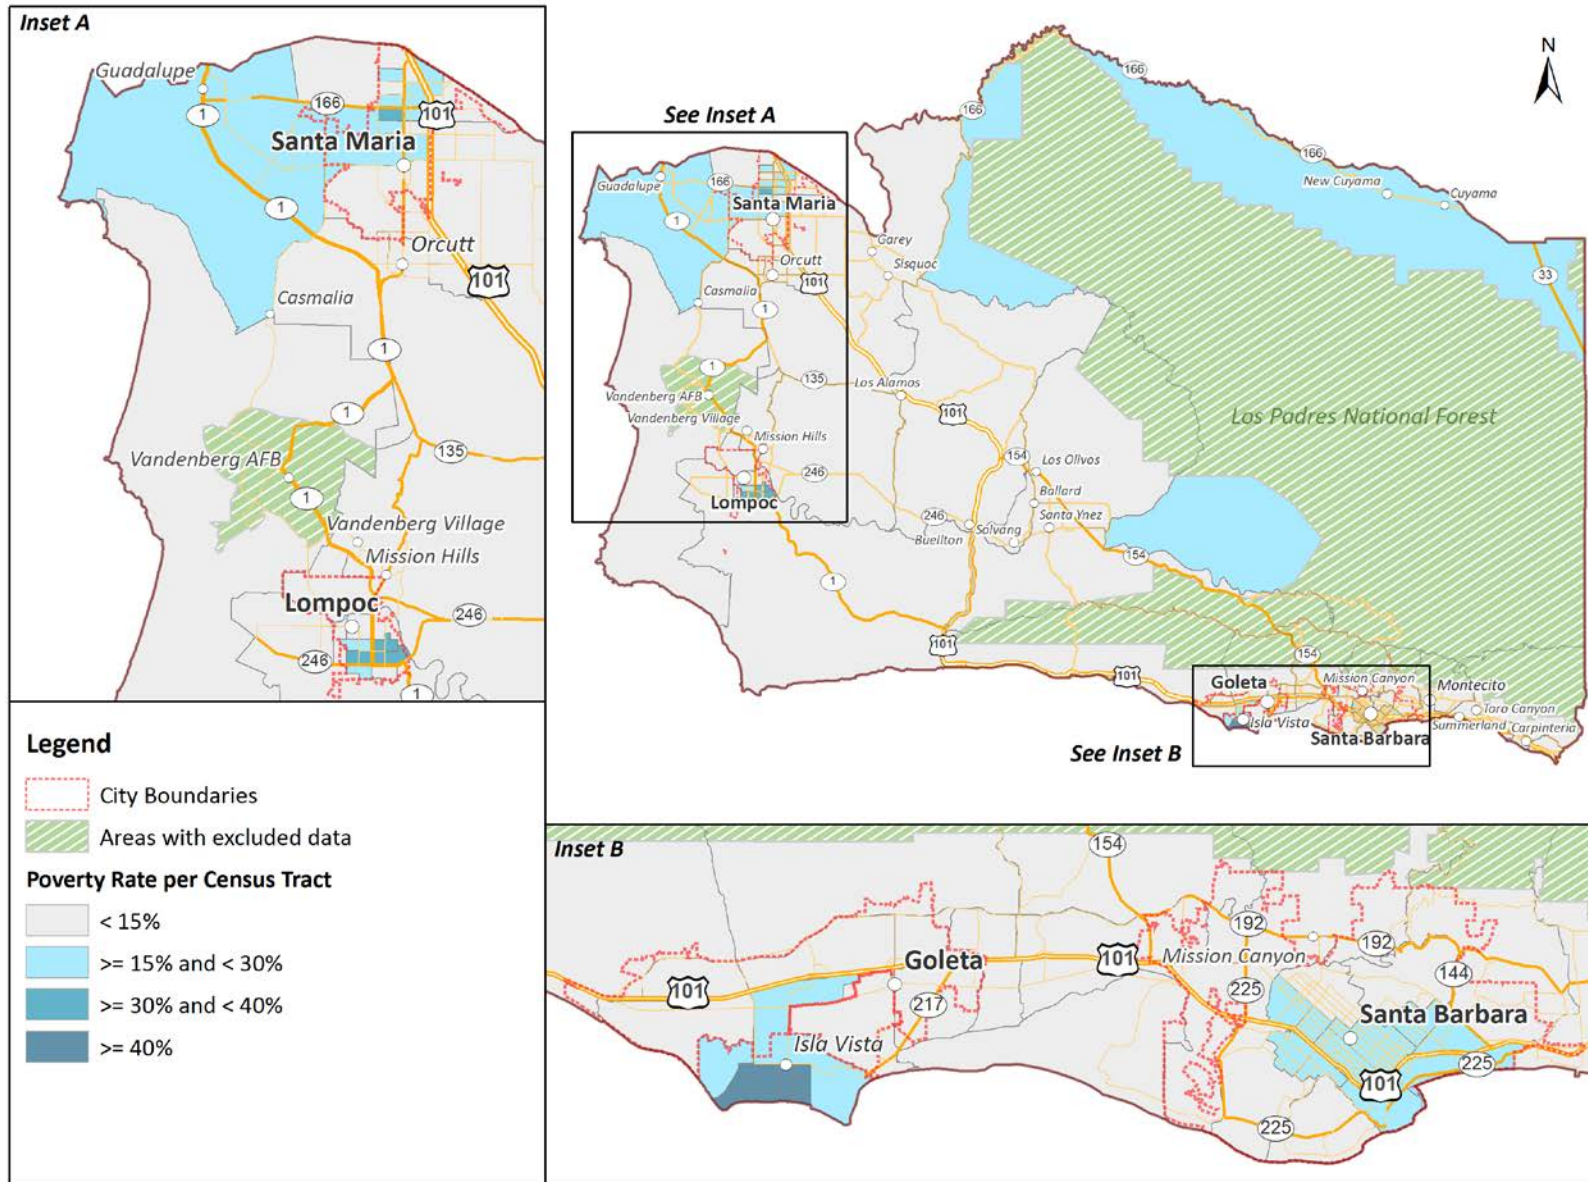 Inset A
Guadalupe
166
1
101
Santa Maria
1
Orcutt
101
Casmalia
1
1
135
Vandenberg AFB
1
Vandenberg Village
Mission Hills
Lompoc
246
246
1
Legend
City Boundaries
Areas with excluded data
Poverty Rate per Census Tract
< 15%
>= 15% and < 30%
>= 30% and < 40%
>= 40%
N
See Inset A
166
166
166
166
New Cuyama
Cuyama
33
Guadalupe
166
Santa Maria
1
Garey
Sisquoc
Orcutt
101
Casmalia
1
1
135
Los Alamos
Vandenberg AFB
101
Vandenberg Village
Mission Hills
Los Padres National Forest
154
Los Olivos
246
Ballard
Lompoc
246
Solvang
Santa Ynez
Buellton
154
1
101
154
101
Goleta
Mission Canyon
Montecito
Toro Canyon
Isla Vista
Summerland
Carpinteria
Santa Barbara
See Inset B
Inset B
154
192
192
Mission Canyon
101
Goleta
144
101
225
217
Santa Barbara
Isla Vista
225
101
225